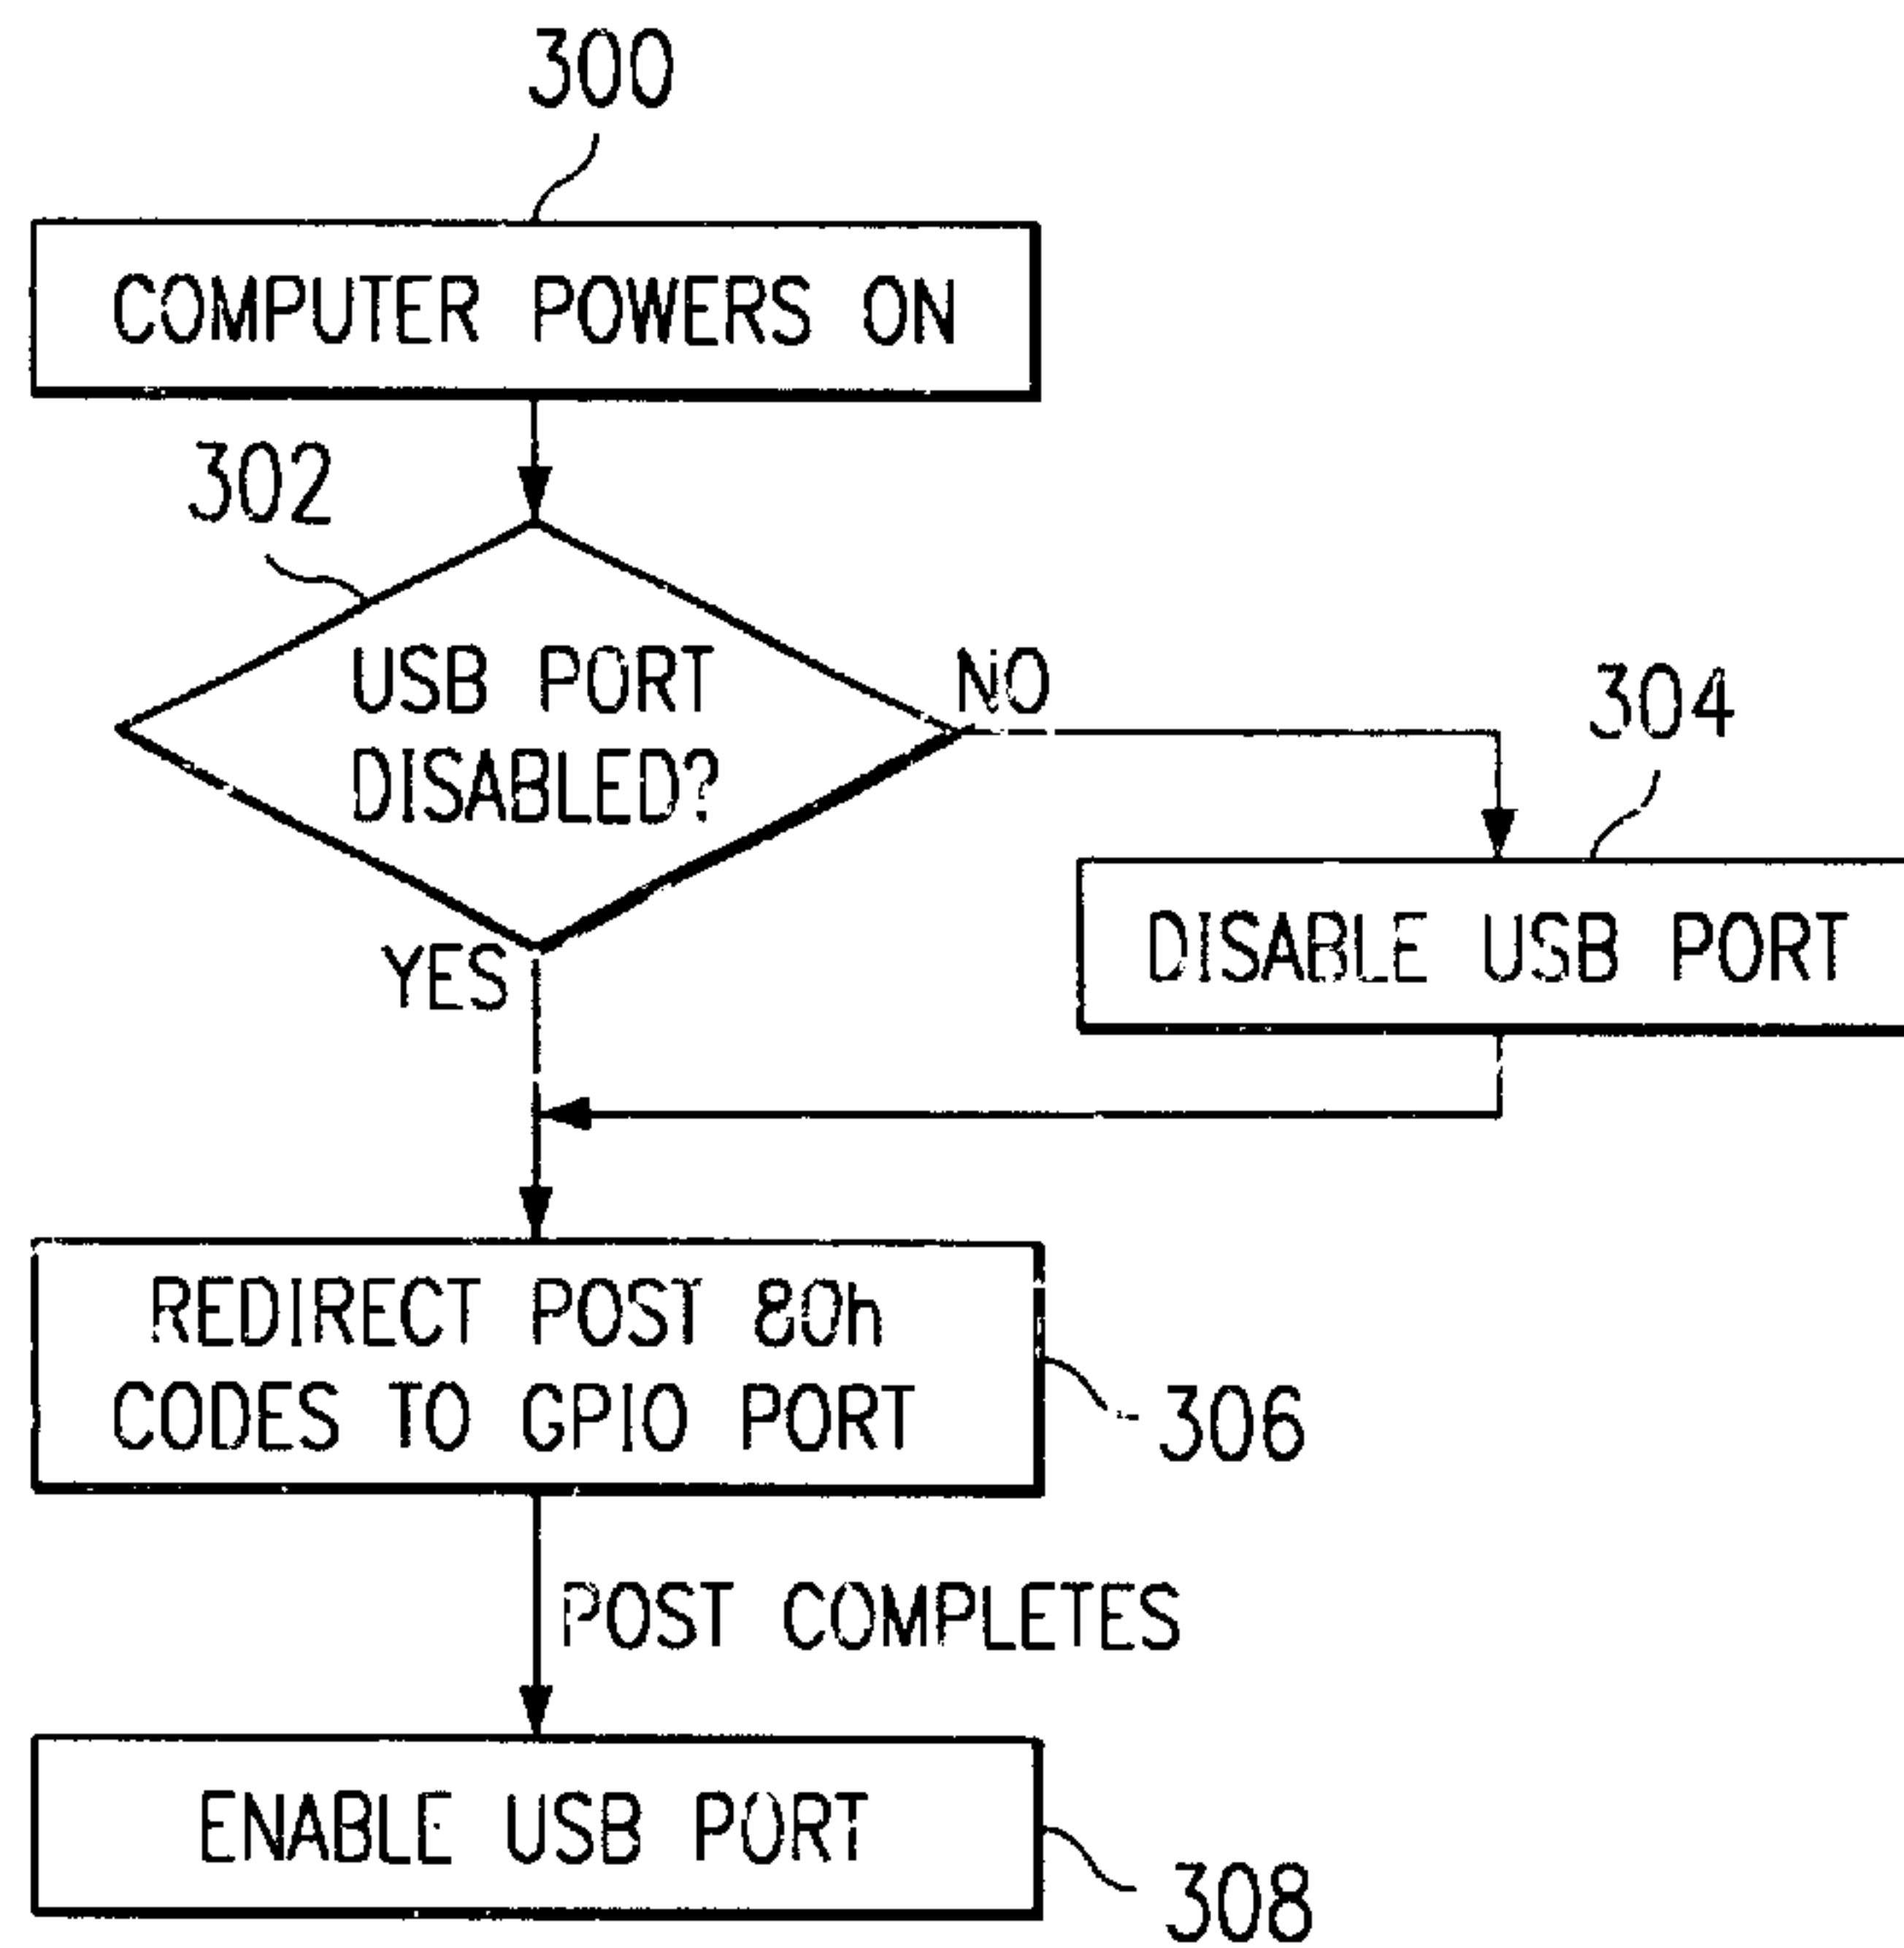 300
COMPUTER POWERS ON
302
USB PORT
DISABLED?
NO
304
DISABLE USB PORT
YES
REDIRECT POST 80h
CODES TO GPIO PORT
306
POST COMPLETES
ENABLE USB PORT
308